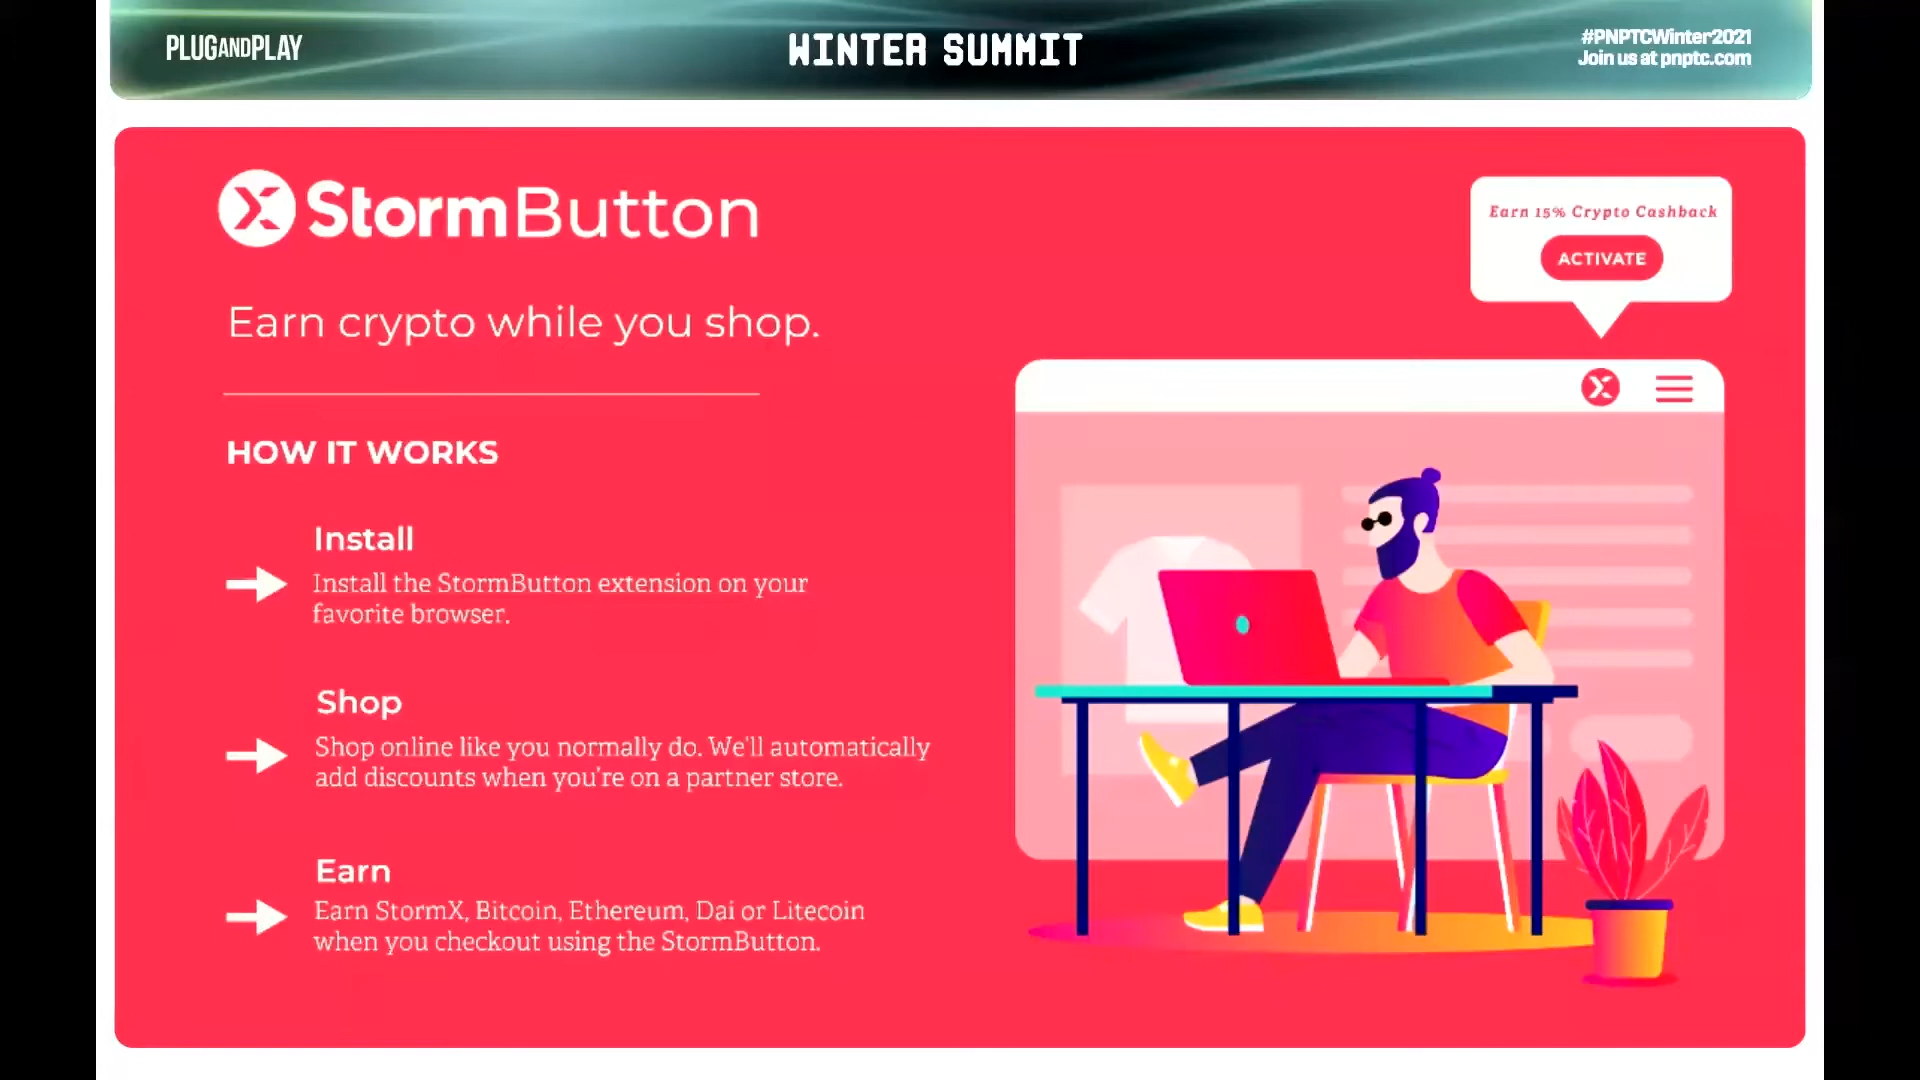 PLUGANDPLAY
WINTER SUMMIT
#PNPTCWinter2021
Join us at pnptc.com
StormButton
Earn crypto while you shop.
HOW IT WORKS
Install
Install the StormButton extension on your
favorite browser.
Shop
Shop online like you normally do. We'll automatically
add discounts when you're on a partner store.
Earn
Earn StormX, Bitcoin, Ethereum, Dai or Litecoin
when you checkout using the StormButton.
Earn 15% Crypto Cashback
ACTIVATE